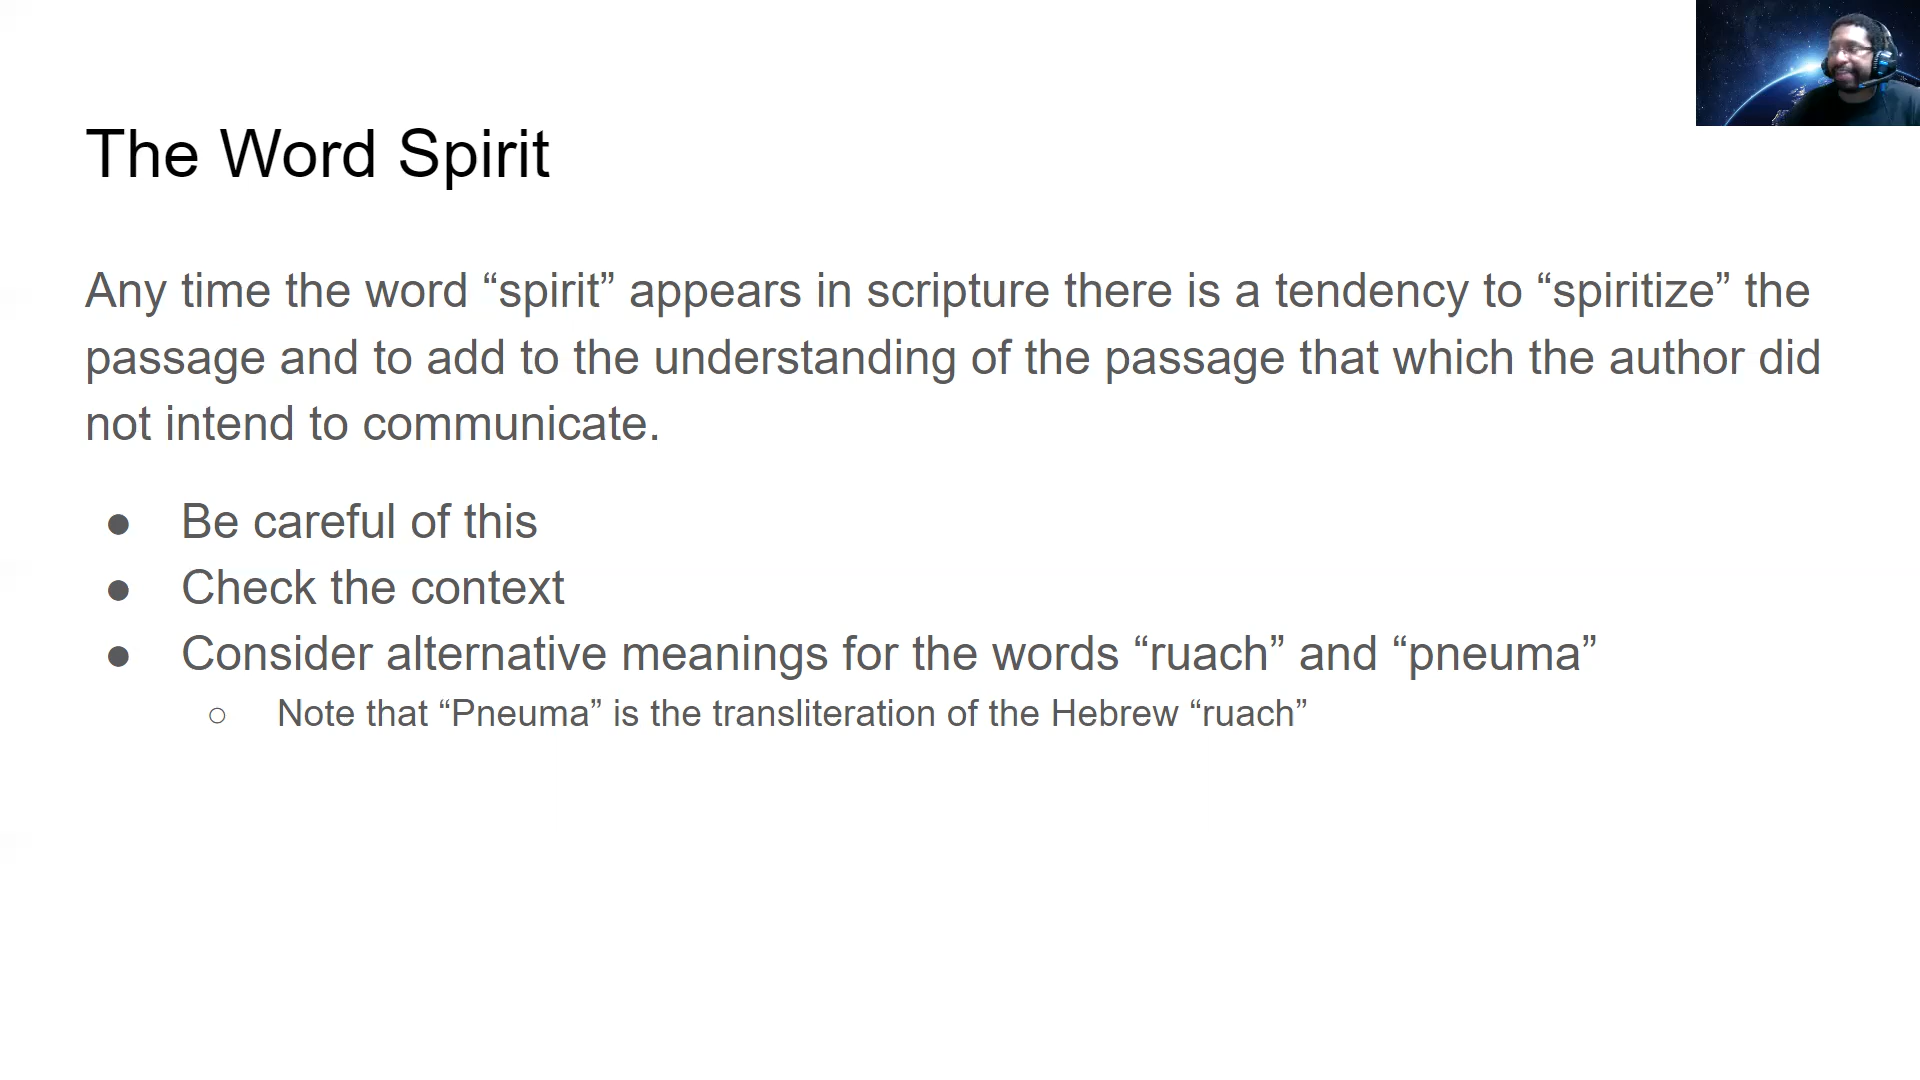 The Word Spirit
Any time the word “spirit” appears in scripture there is a tendency to “spiritize” the
passage and to add to the understanding of the passage that which the author did
not intend to communicate.
● Be careful of this
● Check the context
● Consider alternative meanings for the words “ruach” and “pneuma”
○ Note that “Pneuma” is the transliteration of the Hebrew “ruach”